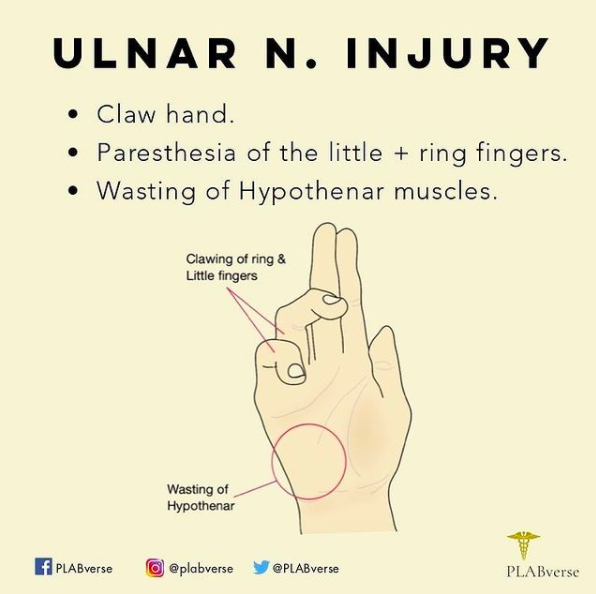 ULNAR N. INJURY
• Claw hand.
• Paresthesia of the little + ring fingers.
• Wasting of Hypothenar muscles.
Clawing of ring &
Little fingers
Wasting of
Hypothenar
PLABverse
@plabverse
@PLABverse
PLABverse